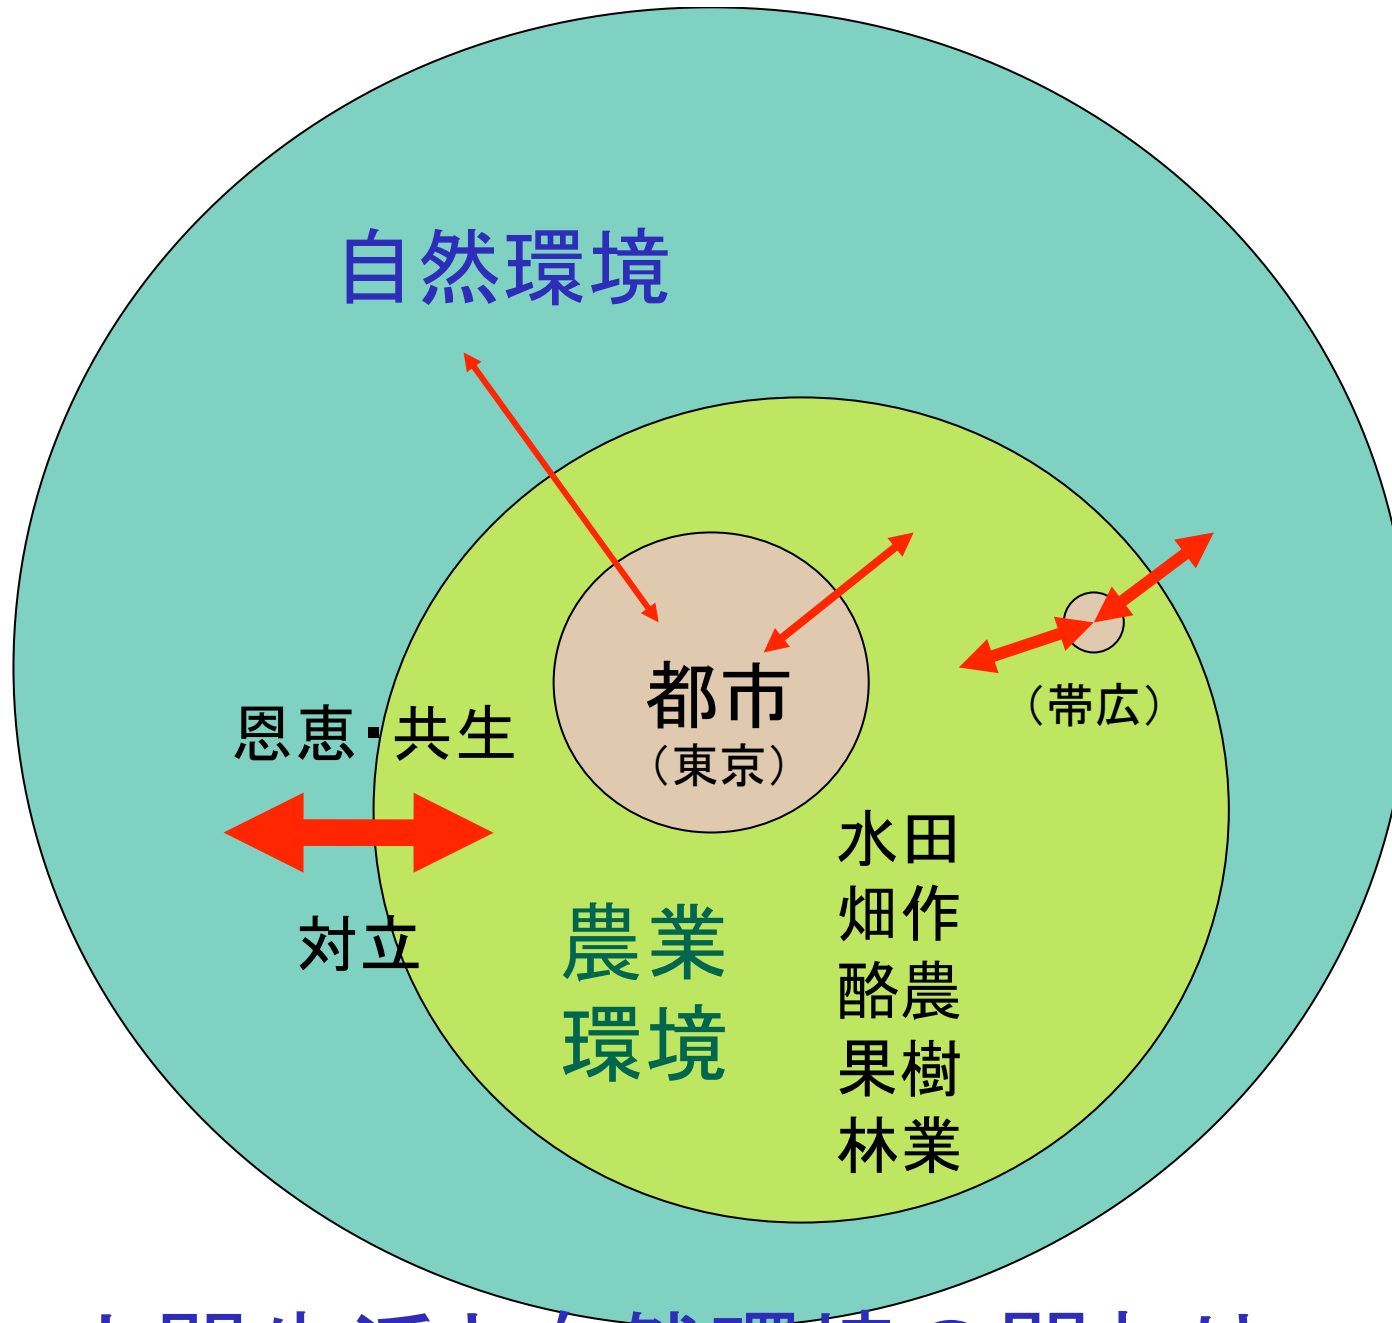 自然環境
都市
（東京）
（帯広）
恩恵・共生
対立
農業
環境
水田
畑作
酪農
果樹
林業